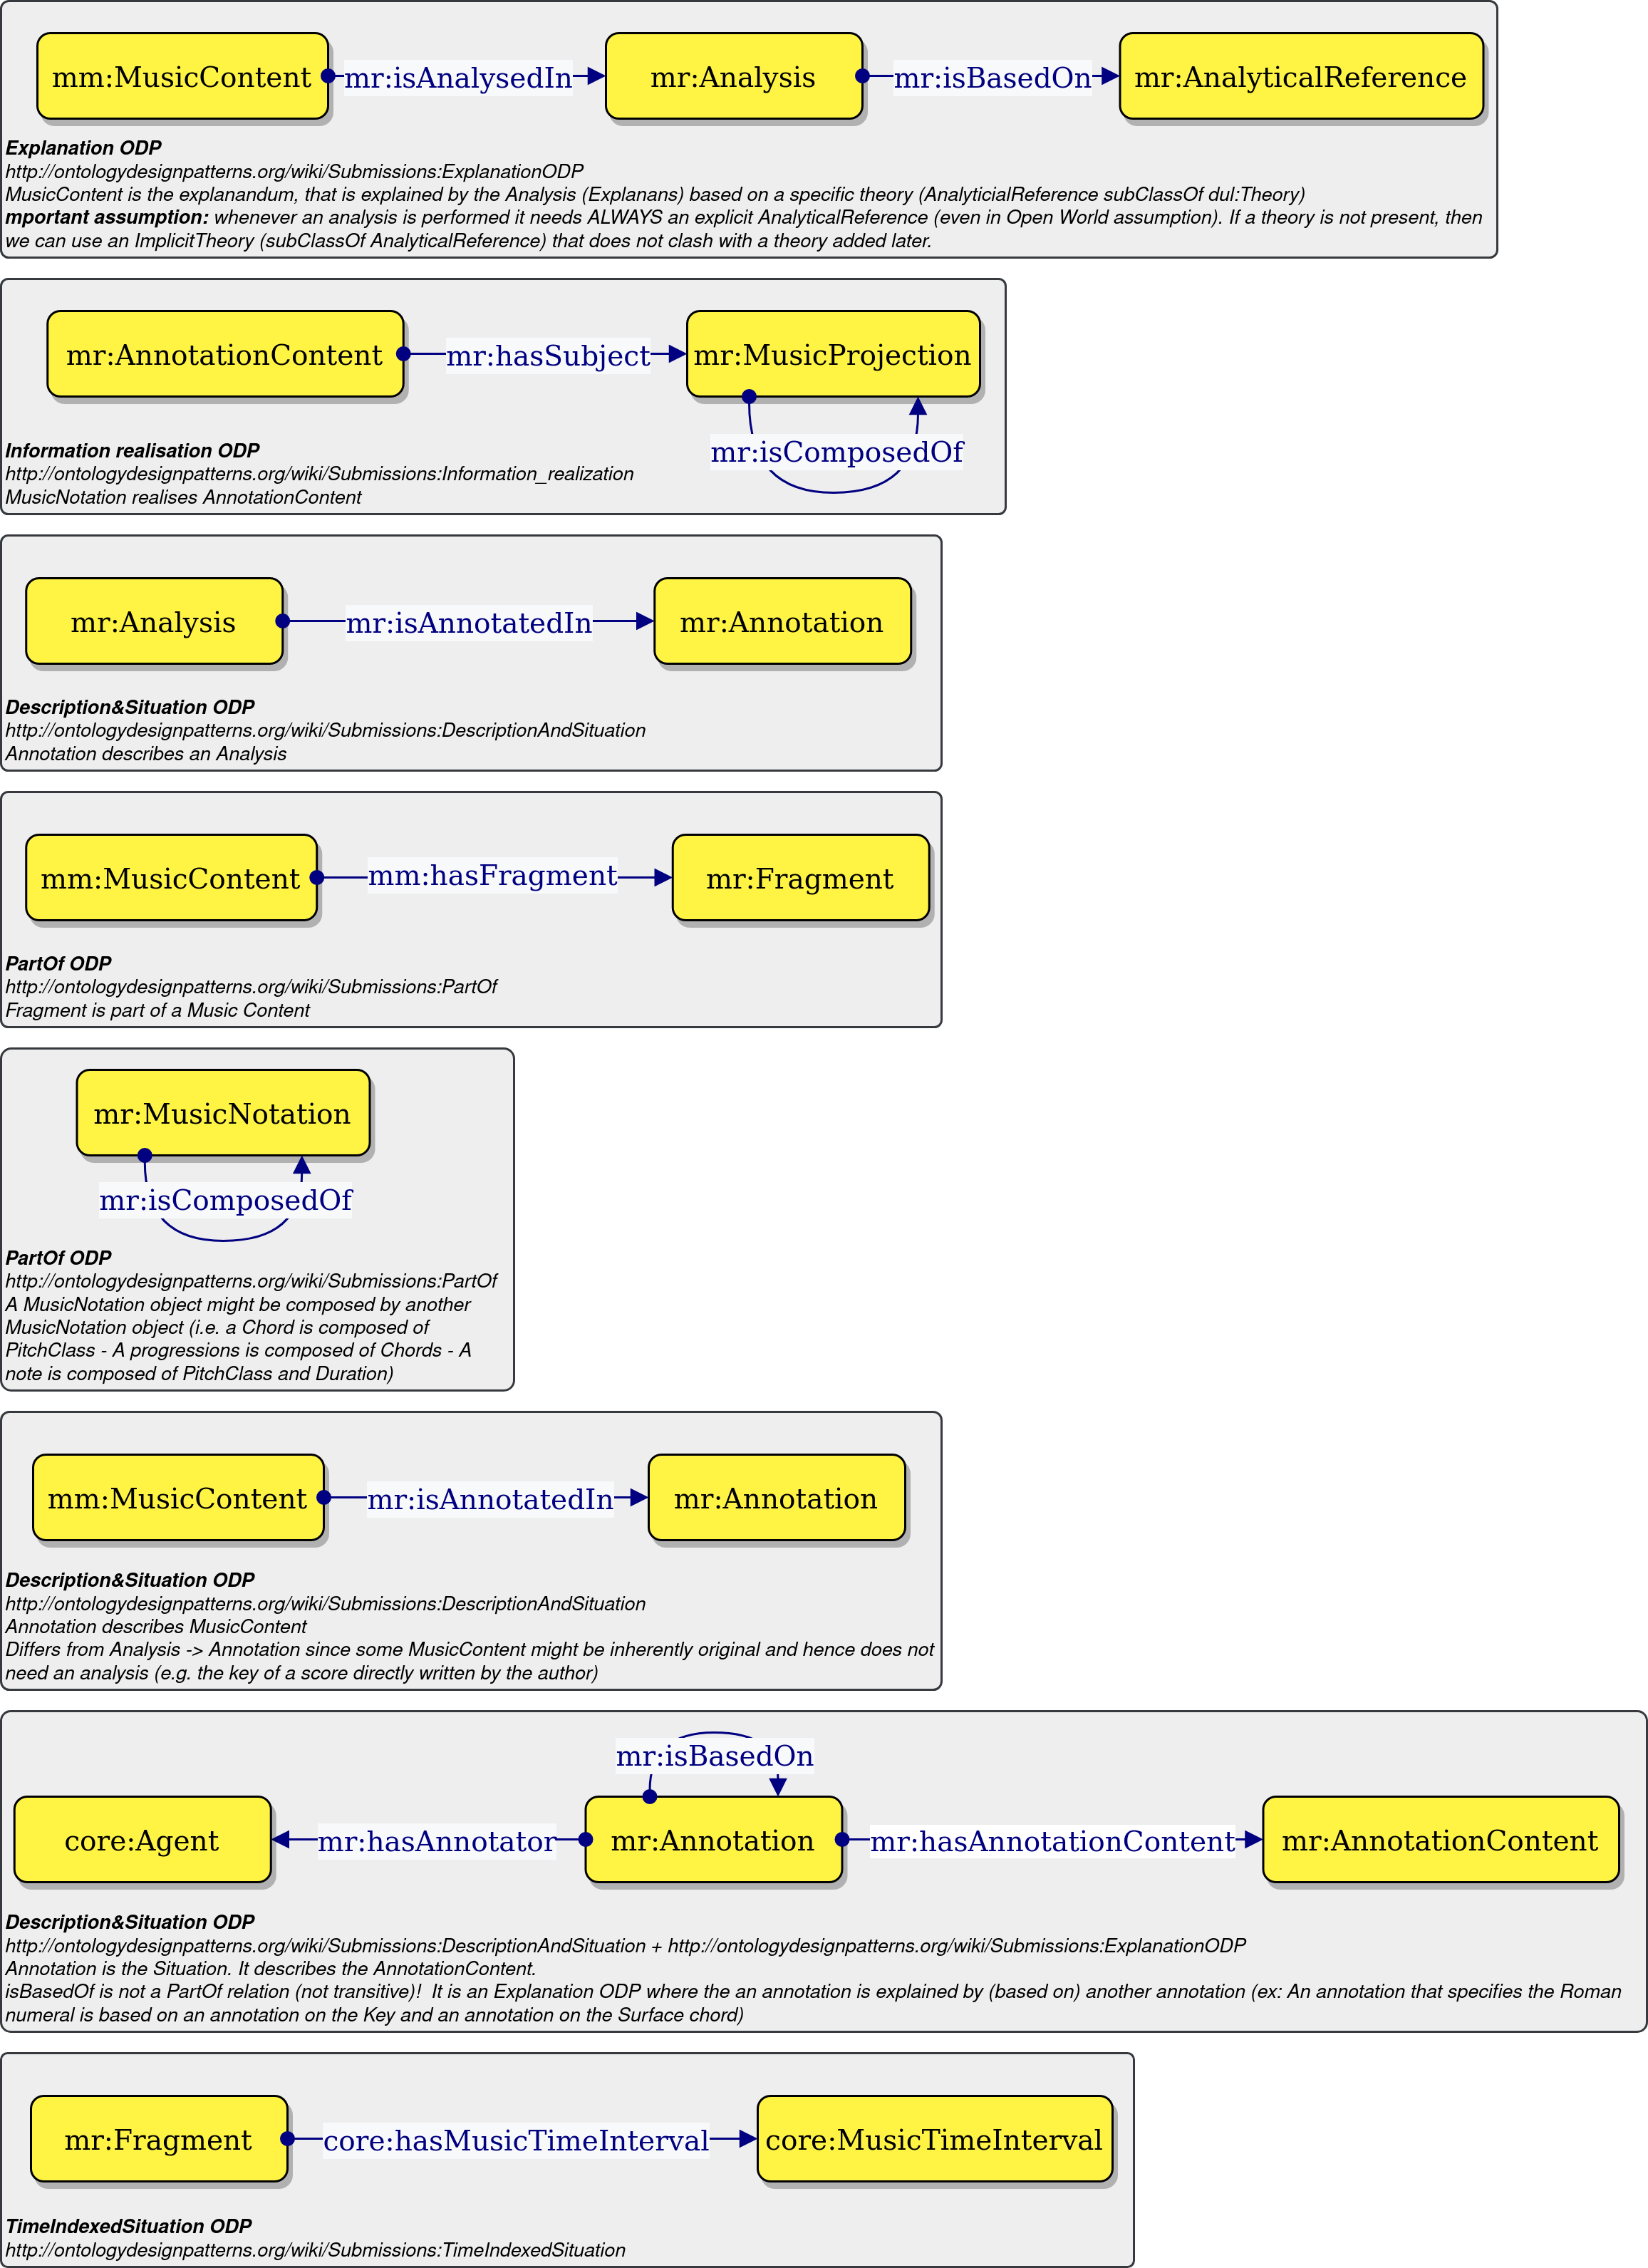 mm:MusicContent mr:isAnalysedIn mr:Analysis mr:isBasedOn mr:AnalyticalReference
Explanation ODP
http://ontologydesignpatterns.org/wiki/Submissions:ExplanationODP
MusicContent is the explanandum, that is explained by the Analysis (Explanans) based on a specific theory (AnalyticialReference subClassOf dul:Theory)
mportant assumption: whenever an analysis is performed it needs ALWAYS an explicit AnalyticalReference (even in Open World assumption). If a theory is not present, then
we can use an ImplicitTheory (subClassOf AnalyticalReference) that does not clash with a theory added later.
mr:AnnotationContent mr:hasSubject mr:MusicProjection
mr:isComposedOf
Information realisation ODP
http://ontologydesignpatterns.org/wiki/Submissions:Information_realization
MusicNotation realises AnnotationContent
mr:Analysis mr:isAnnotatedIn mr:Annotation
Description&Situation ODP
http://ontologydesignpatterns.org/wiki/Submissions:DescriptionAndSituation
Annotation describes an Analysis
mm:MusicContent mm:hasFragment mr:Fragment
PartOf ODP
http://ontologydesignpatterns.org/wiki/Submissions:PartOf
Fragment is part of a Music Content
mr:MusicNotation
mr:isComposedOf
PartOf ODP
http://ontologydesignpatterns.org/wiki/Submissions:PartOf
A MusicNotation object might be composed by another
MusicNotation object (i.e. a Chord is composed of
PitchClass - A progressions is composed of Chords - A
note is composed of PitchClass and Duration)
mm:MusicContent mr:isAnnotatedIn mr:Annotation
Description&Situation ODP
http://ontologydesignpatterns.org/wiki/Submissions:DescriptionAndSituation
Annotation describes MusicContent
Differs from Analysis -> Annotation since some MusicContent might be inherently original and hence does not
need an analysis (e.g. the key of a score directly written by the author)
mr:isBasedOn
core:Agent mr:hasAnnotator mr:Annotation mr:hasAnnotationContent mr:AnnotationContent
Description&Situation ODP
http://ontologydesignpatterns.org/wiki/Submissions:DescriptionAndSituation + http://ontologydesignpatterns.org/wiki/Submissions:ExplanationODP
Annotation is the Situation. It describes the AnnotationContent.
isBasedOf is not a PartOf relation (not transitive)! It is an Explanation ODP where the an annotation is explained by (based on) another annotation (ex: An annotation that specifies the Roman
numeral is based on an annotation on the Key and an annotation on the Surface chord)
mr:Fragment core:hasMusicTimeInterval core:MusicTimeInterval
TimeIndexedSituation ODP
http://ontologydesignpatterns.org/wiki/Submissions:TimeIndexedSituation